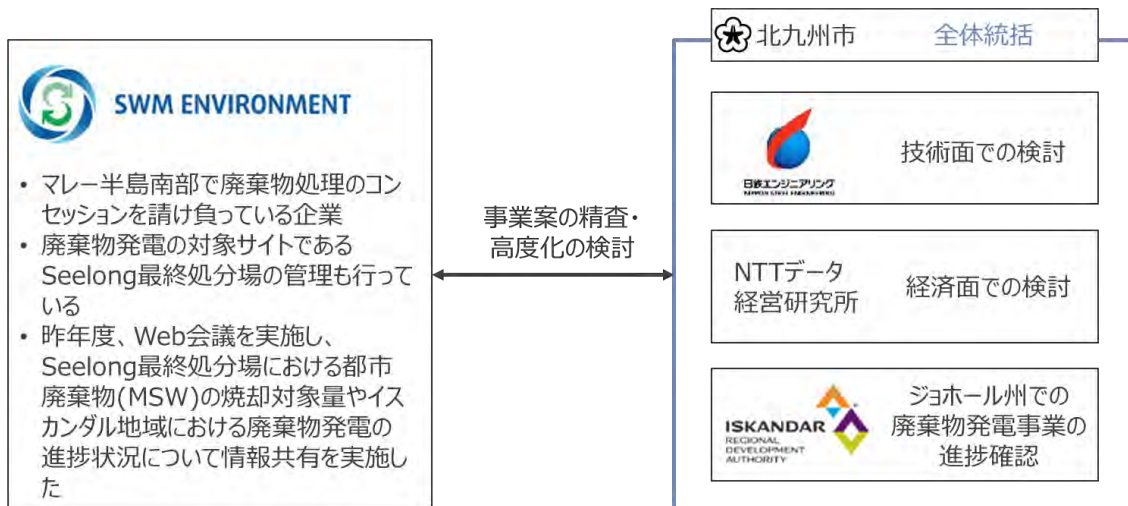 SWM ENVIRONMENT
• マレー半島南部で廃棄物処理のコン
セッションを請け負っている企業
• 廃棄物発電の対象サイトである
Seelong最終処分場の管理も行って
いる
• 昨年度、Web会議を実施し、
Seelong最終処分場における都市
廃棄物(MSW)の焼却対象量やイス
カンダル地域における廃棄物発電の
進捗状況について情報共有を実施し
た
事業案の精査・
高度化の検討
北九州市 全体統括
日鉄エンジニアリング
NIPPON STEEL ENGINEERING
技術面での検討
NTTデータ
経営研究所
経済面での検討
ISKANDAR
REGIONAL
DEVELOPMENT
AUTHORITY
ジョホール州での
廃棄物発電事業の
進捗確認